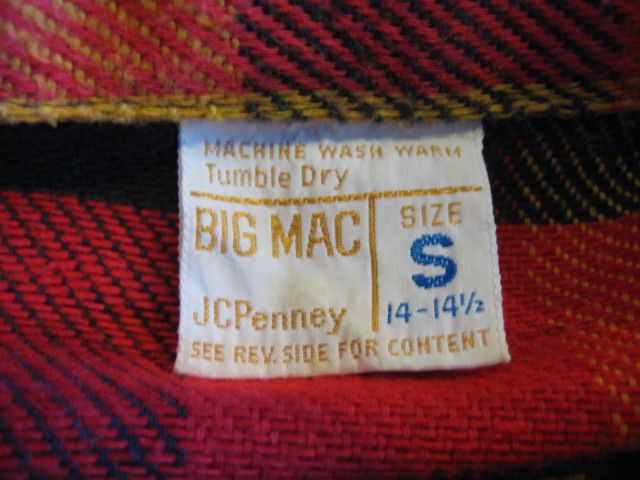 MACHINE WASH WARM
Tumble Dry
BIG MAC
JCPenney
SIZE
S
14-14½
SEE REV. SIDE FOR CONTENT